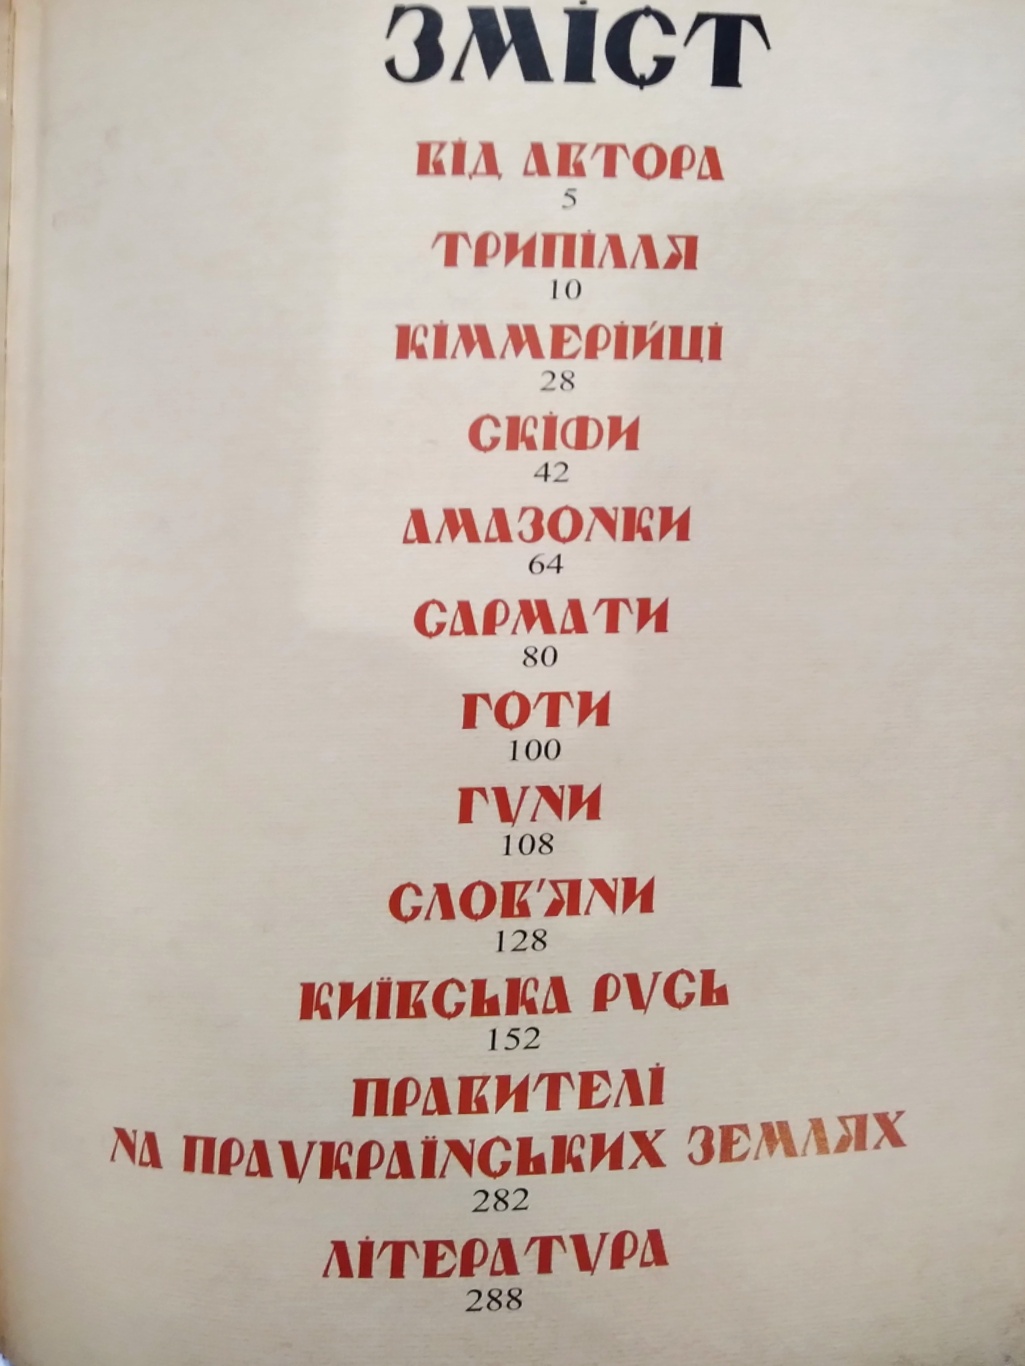 ЗМІСТ
ВІД АВТОРА
5
ТРИПІЛЛЯ
10
КІММЕРІЙЦІ
28
СКІФИ
42
АМАЗОНКИ
64
САРМАТИ
80
ГОТИ
100
ГУНИ
108
СЛОВ'ЯНИ
128
КИЇВСЬКА РУСЬ
152
ПРАВИТЕЛІ
НА ПРАУКРАЇНСЬКИХ ЗЕМЛЯХ
282
ЛІТЕРАТУРА
288